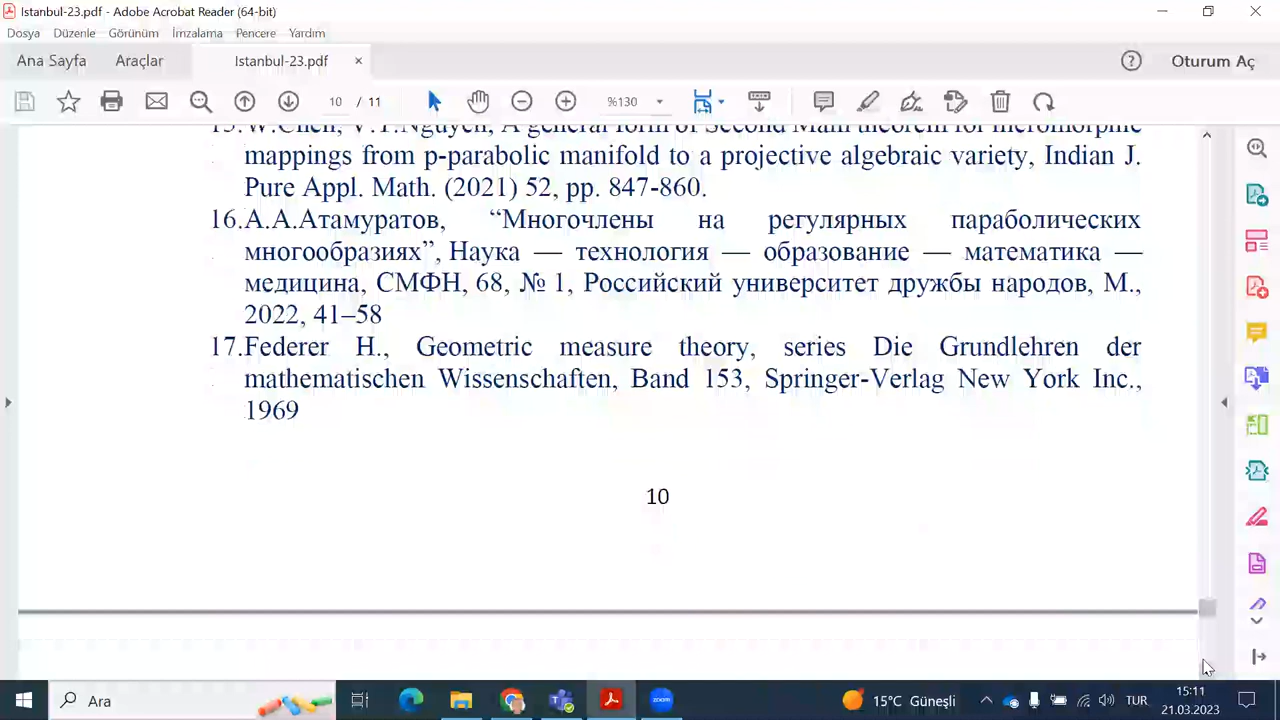 Istanbul-23.pdf - Adobe Acrobat Reader (64-bit)
Dosya Düzenle Görünüm İmzalama Pencere Yardım
Ana Sayfa Araçlar Istanbul-23.pdf × Oturum Aç
10 / 11 %130
15.W.Chen, V.T.Nguyen, A general form of Second Main theorem for meromorphic
mappings from p-parabolic manifold to a projective algebraic variety, Indian J.
Pure Appl. Math. (2021) 52, pp. 847-860.
16.А.А.Атамуратов, “Многочлены на регулярных параболических
многообразиях”, Наука — технология — образование — математика —
медицина, СМФН, 68, № 1, Российский университет дружбы народов, М.,
2022, 41–58
17.Federer H., Geometric measure theory, series Die Grundlehren der
mathematischen Wissenschaften, Band 153, Springer-Verlag New York Inc.,
1969
10
Ara
zoom
15°C Güneşli
TUR
15:11
21.03.2023